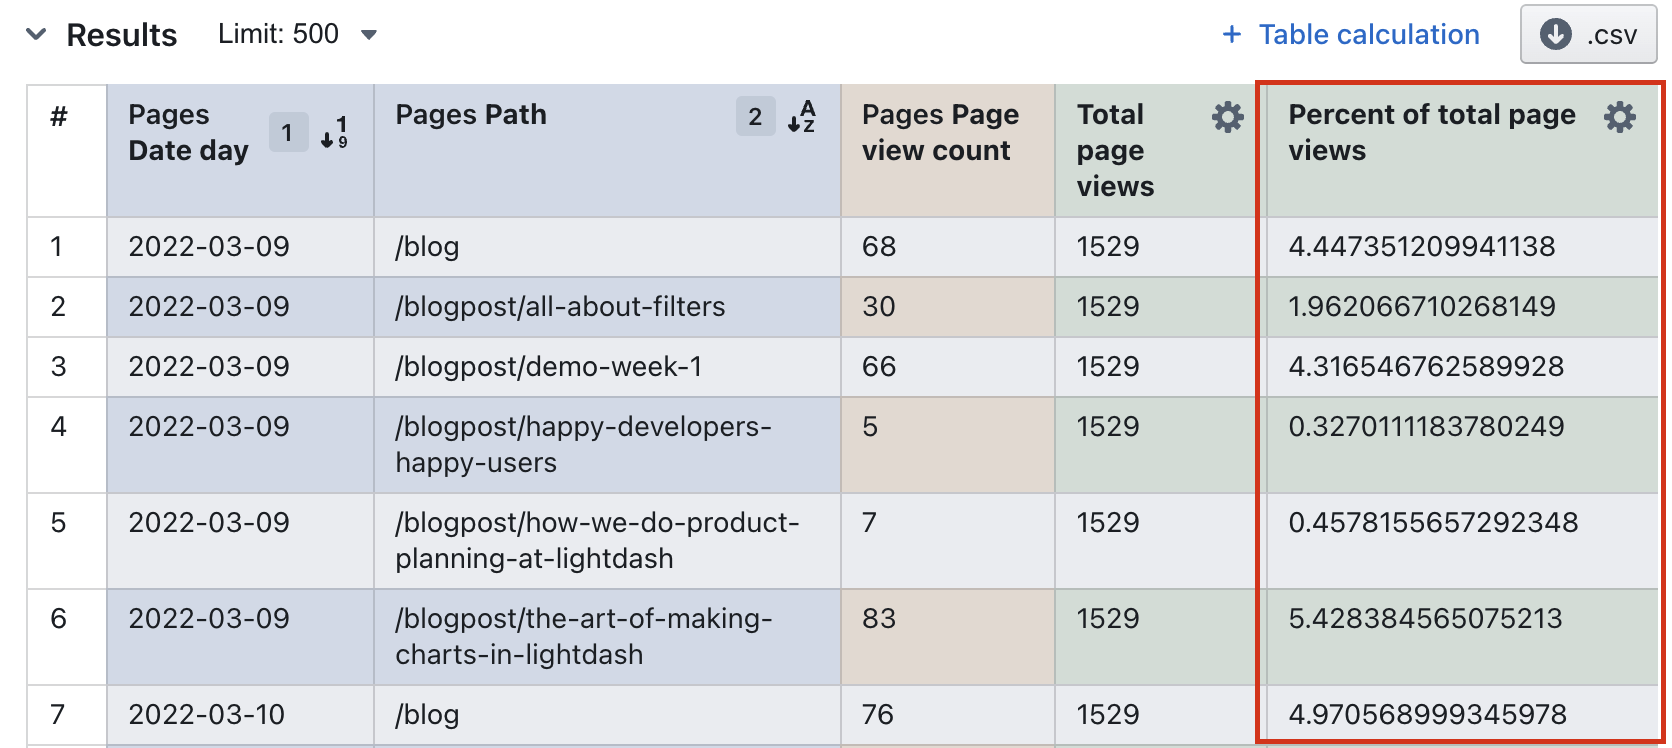 Results Limit: 500 + Table calculation .csv
# Pages Date day 1 Pages Path 2 Pages Page view count Total page views Percent of total page views
1 2022-03-09 /blog 68 1529 4.447351209941138
2 2022-03-09 /blogpost/all-about-filters 30 1529 1.962066710268149
3 2022-03-09 /blogpost/demo-week-1 66 1529 4.316546762589928
4 2022-03-09 /blogpost/happy-developers-happy-users 5 1529 0.3270111183780249
5 2022-03-09 /blogpost/how-we-do-product-planning-at-lightdash 7 1529 0.4578155657292348
6 2022-03-09 /blogpost/the-art-of-making-charts-in-lightdash 83 1529 5.428384565075213
7 2022-03-10 /blog 76 1529 4.970568999345978